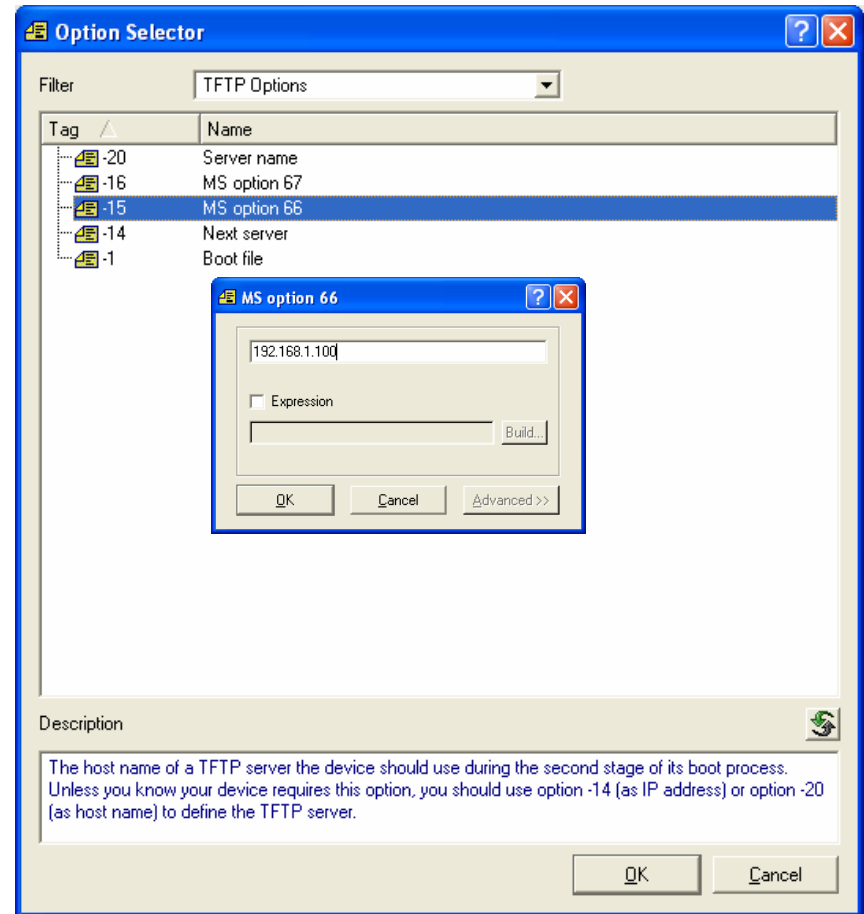 Option Selector
Filter
TFTP Options
Tag Name
-20 Server name
-16 MS option 67
-15 MS option 66
-14 Next server
-1 Boot file
MS option 66
192.168.1.100
Expression
Build...
OK Cancel Advanced >>
Description
The host name of a TFTP server the device should use during the second stage of its boot process.
Unless you know your device requires this option, you should use option -14 (as IP address) or option -20
(as host name) to define the TFTP server.
OK Cancel